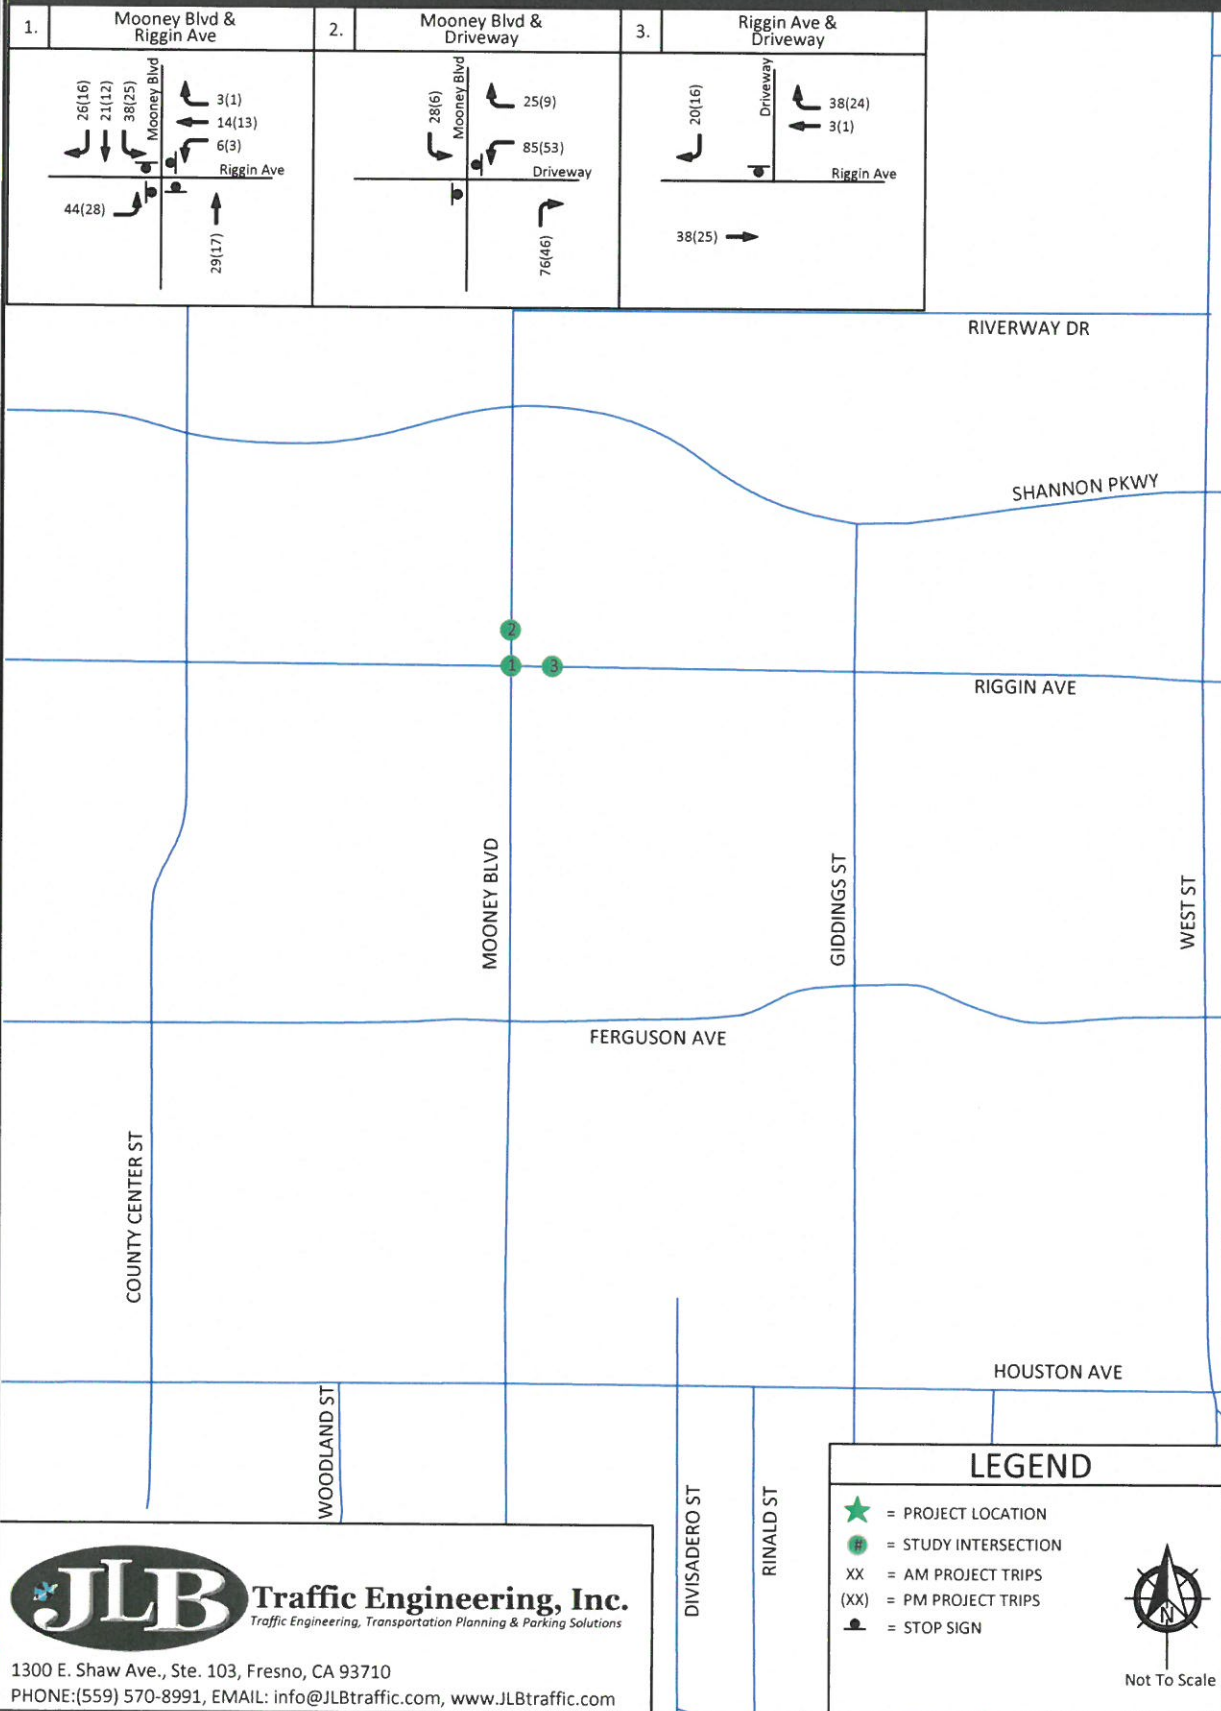 1.
Mooney Blvd &
Riggin Ave
26(16)
21(12)
38(25)
Mooney Blvd
3(1)
14(13)
6(3)
Riggin Ave
44(28)
29(17)
2.
Mooney Blvd &
Driveway
28(6)
Mooney Blvd
25(9)
85(53)
Driveway
76(46)
3.
Riggin Ave &
Driveway
20(16)
Driveway
38(24)
3(1)
Riggin Ave
38(25)
RIVERWAY DR
SHANNON PKWY
2
1
3
RIGGIN AVE
MOONEY BLVD
GIDDINGS ST
WEST ST
FERGUSON AVE
COUNTY CENTER ST
HOUSTON AVE
WOODLAND ST
DIVISADERO ST
RINALD ST
LEGEND
= PROJECT LOCATION
# = STUDY INTERSECTION
XX = AM PROJECT TRIPS
(XX) = PM PROJECT TRIPS
= STOP SIGN
N
Not To Scale
JLB Traffic Engineering, Inc.
Traffic Engineering, Transportation Planning & Parking Solutions
1300 E. Shaw Ave., Ste. 103, Fresno, CA 93710
PHONE:(559) 570-8991, EMAIL: info@JLBtraffic.com, www.JLBtraffic.com